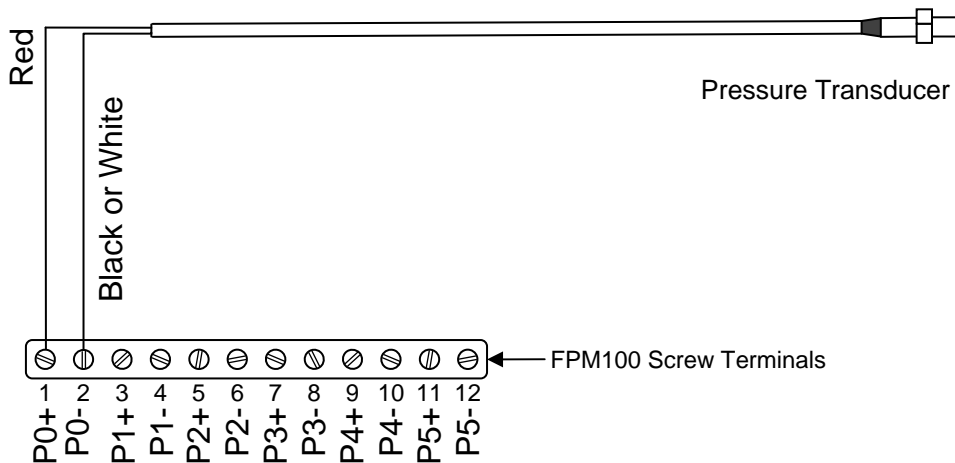 Red
Black or White
Pressure Transducer
FPM100 Screw Terminals
1 2 3 4 5 6 7 8 9 10 11 12
P0+ P0- P1+ P1- P2+ P2- P3+ P3- P4+ P4- P5+ P5-